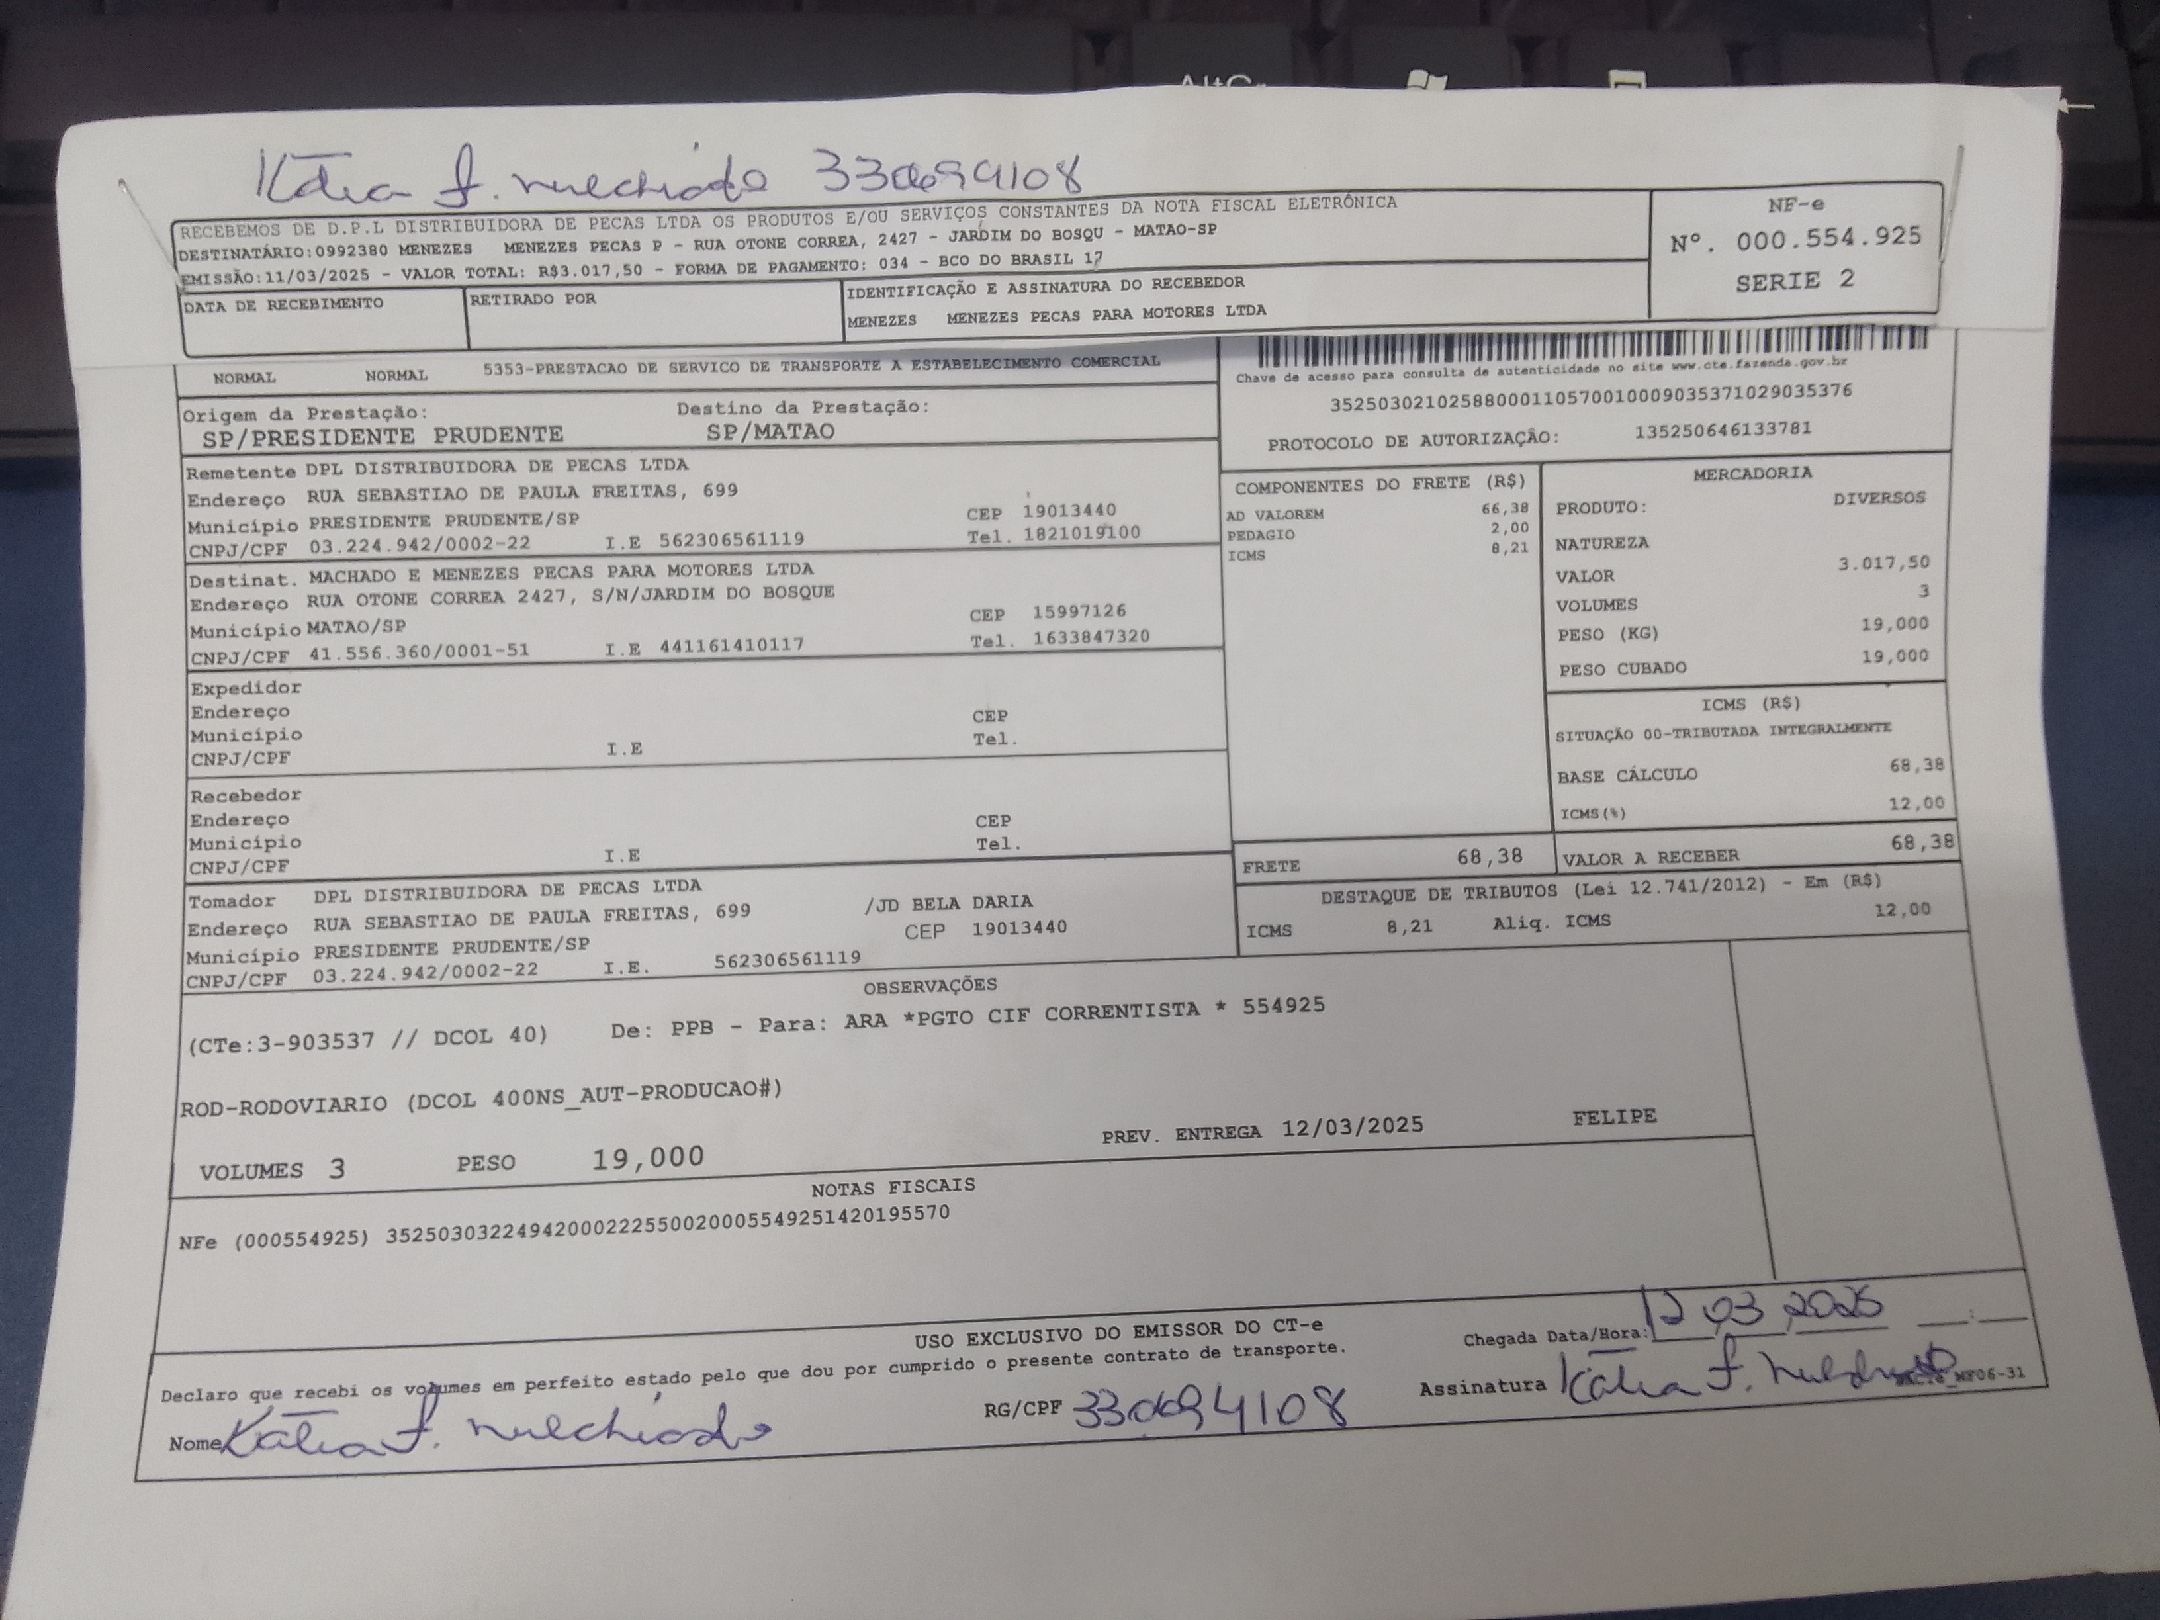 Kátia F. Melchiado 330694108
RECEBEMOS DE D.P.L DISTRIBUIDORA DE PECAS LTDA OS PRODUTOS E/OU SERVIÇOS CONSTANTES DA NOTA FISCAL ELETRÔNICA
DESTINATÁRIO:0992380 MENEZES MENEZES PECAS P - RUA OTONE CORREA, 2427 - JARDIM DO BOSQU - MATAO-SP
EMISSÃO:11/03/2025 - VALOR TOTAL: R$3.017,50 - FORMA DE PAGAMENTO: 034 - BCO DO BRASIL 17
DATA DE RECEBIMENTO
RETIRADO POR
IDENTIFICAÇÃO E ASSINATURA DO RECEBEDOR
MENEZES MENEZES PECAS PARA MOTORES LTDA
NF-e
Nº. 000.554.925
SERIE 2
NORMAL NORMAL 5353-PRESTACAO DE SERVICO DE TRANSPORTE A ESTABELECIMENTO COMERCIAL
Chave de acesso para consulta de autenticidade no site www.cte.fazenda.gov.br
35250302102588000110570010009035371029035376
PROTOCOLO DE AUTORIZAÇÃO: 135250646133781
Origem da Prestação: Destino da Prestação:
SP/PRESIDENTE PRUDENTE SP/MATAO
Remetente DPL DISTRIBUIDORA DE PECAS LTDA
Endereço RUA SEBASTIAO DE PAULA FREITAS, 699
Município PRESIDENTE PRUDENTE/SP CEP 19013440
CNPJ/CPF 03.224.942/0002-22 I.E 562306561119 Tel. 1821019100
Destinat. MACHADO E MENEZES PECAS PARA MOTORES LTDA
Endereço RUA OTONE CORREA 2427, S/N/JARDIM DO BOSQUE
Município MATAO/SP CEP 15997126
CNPJ/CPF 41.556.360/0001-51 I.E 441161410117 Tel. 1633847320
Expedidor
Endereço
Município CEP
CNPJ/CPF I.E Tel.
Recebedor
Endereço
Município CEP
CNPJ/CPF I.E Tel.
Tomador DPL DISTRIBUIDORA DE PECAS LTDA
Endereço RUA SEBASTIAO DE PAULA FREITAS, 699 /JD BELA DARIA
Município PRESIDENTE PRUDENTE/SP CEP 19013440
CNPJ/CPF 03.224.942/0002-22 I.E. 562306561119
COMPONENTES DO FRETE (R$)
AD VALOREM 66,38
PEDAGIO 2,00
ICMS 8,21
FRETE 68,38
MERCADORIA
PRODUTO: DIVERSOS
NATUREZA
VALOR 3.017,50
VOLUMES 3
PESO (KG) 19,000
PESO CUBADO 19,000
ICMS (R$)
SITUAÇÃO 00-TRIBUTADA INTEGRALMENTE
BASE CÁLCULO 68,38
ICMS(%) 12,00
VALOR A RECEBER 68,38
DESTAQUE DE TRIBUTOS (Lei 12.741/2012) - Em (R$)
ICMS 8,21 Aliq. ICMS 12,00
OBSERVAÇÕES
(CTe:3-903537 // DCOL 40) De: PPB - Para: ARA *PGTO CIF CORRENTISTA * 554925
ROD-RODOVIARIO (DCOL 400NS_AUT-PRODUCAO#)
VOLUMES 3 PESO 19,000 PREV. ENTREGA 12/03/2025 FELIPE
NOTAS FISCAIS
NFe (000554925) 35250303224942000222550020005549251420195570
USO EXCLUSIVO DO EMISSOR DO CT-e
Declaro que recebi os volumes em perfeito estado pelo que dou por cumprido o presente contrato de transporte.
Chegada Data/Hora: 12 03 2025 __:__
Nome Kátia F. Melchiado RG/CPF 330694108 Assinatura Kátia F. Melchiado